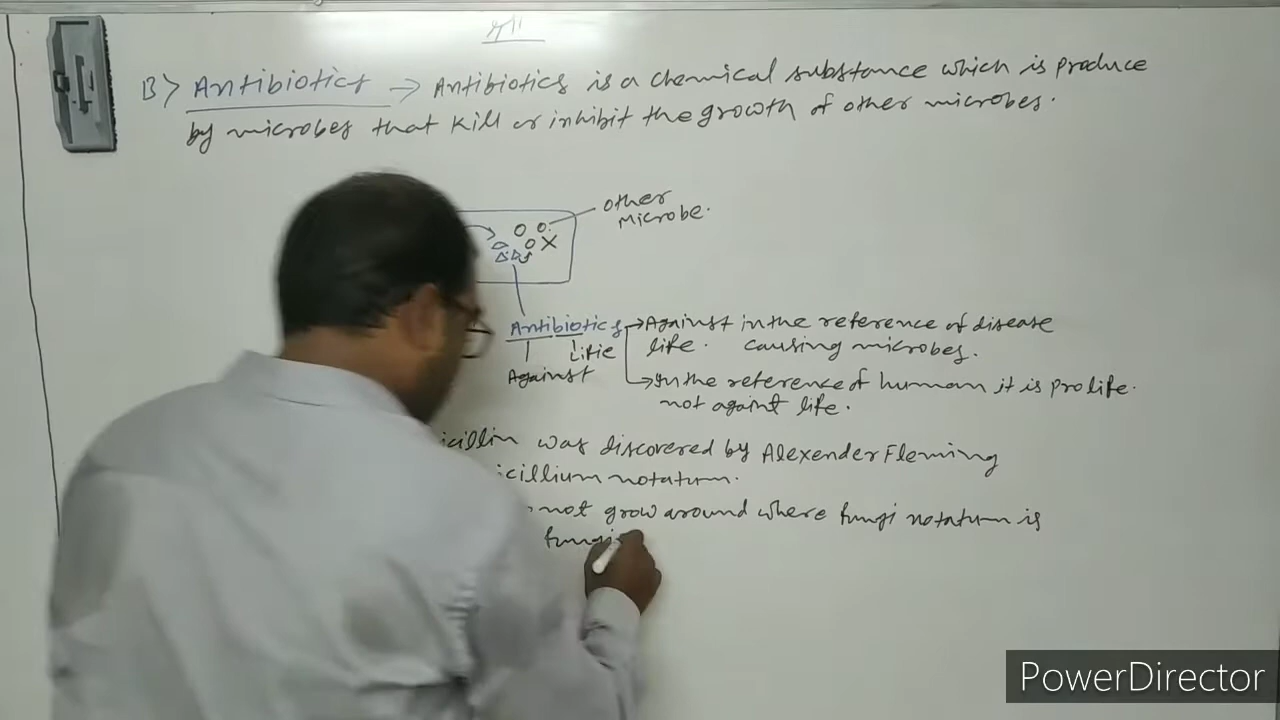 B> Antibiotics → Antibiotics is a chemical substance which is produce
by microbes that kill or inhibit the growth of other microbes.
other
microbe.
Antibiotics → Against in the reference of disease
life. causing microbes.
Life
Against
→ In the reference of human it is pro life.
not against life.
icillin was discovered by Alexender Fleming
icillium notatum.
not grow around where fungi notatum is
fungi
PowerDirector